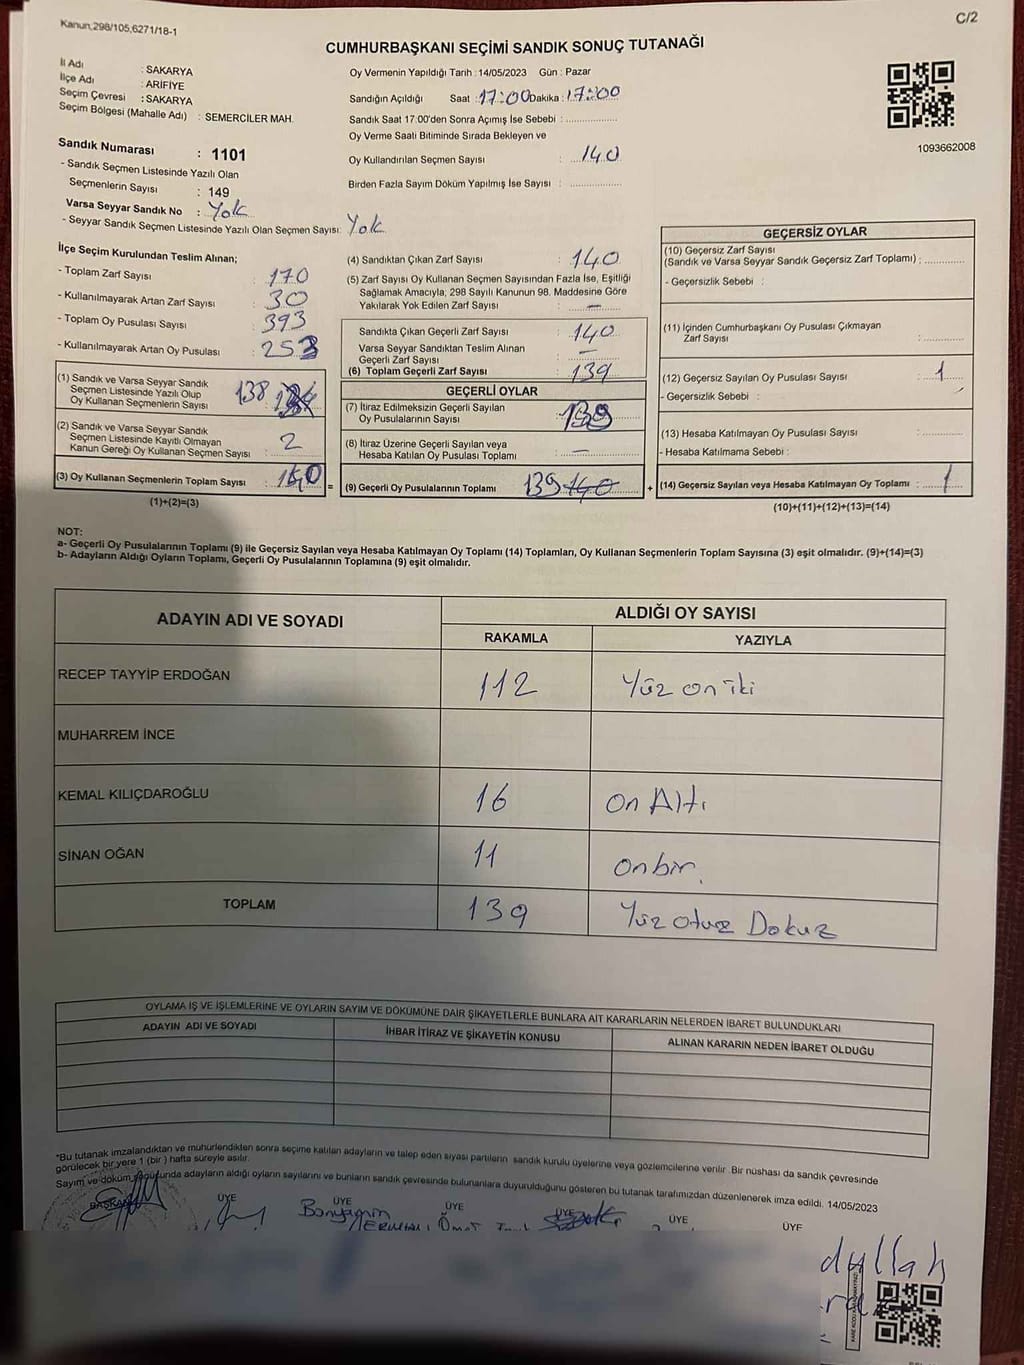 Kanun,298/105,6271/18-1
C/2
CUMHURBAŞKANI SEÇİMİ SANDIK SONUÇ TUTANAĞI
İl Adı : SAKARYA
İlçe Adı : ARİFİYE
Seçim Çevresi : SAKARYA
Seçim Bölgesi (Mahalle Adı) : SEMERCİLER MAH.
Sandık Numarası : 1101
- Sandık Seçmen Listesinde Yazılı Olan
Seçmenlerin Sayısı : 149
Varsa Seyyar Sandık No : Yok
- Seyyar Sandık Seçmen Listesinde Yazılı Olan Seçmen Sayısı: Yok
Oy Vermenin Yapıldığı Tarih : 14/05/2023 Gün : Pazar
Sandığın Açıldığı Saat : 17:00 Dakika : 17:00
Sandık Saat 17:00'den Sonra Açımış İse Sebebi :
Oy Verme Saati Bitiminde Sırada Bekleyen ve
Oy Kullandırılan Seçmen Sayısı : 140
Birden Fazla Sayım Döküm Yapılmış İse Sayısı :
1093662008
İlçe Seçim Kurulundan Teslim Alınan;
- Toplam Zarf Sayısı : 170
- Kullanılmayarak Artan Zarf Sayısı : 30
- Toplam Oy Pusulası Sayısı : 393
- Kullanılmayarak Artan Oy Pusulası : 253
(1) Sandık ve Varsa Seyyar Sandık
Seçmen Listesinde Yazılı Olup
Oy Kullanan Seçmenlerin Sayısı : 138
(2) Sandık ve Varsa Seyyar Sandık
Seçmen Listesinde Kayıtlı Olmayan
Kanun Gereği Oy Kullanan Seçmen Sayısı : 2
(3) Oy Kullanan Seçmenlerin Toplam Sayısı : 140 =
(1)+(2)=(3)
(4) Sandıktan Çıkan Zarf Sayısı : 140
(5) Zarf Sayısı Oy Kullanan Seçmen Sayısından Fazla İse, Eşitliği
Sağlamak Amacıyla, 298 Sayılı Kanunun 98. Maddesine Göre
Yakılarak Yok Edilen Zarf Sayısı : —
Sandıkta Çıkan Geçerli Zarf Sayısı : 140
Varsa Seyyar Sandıktan Teslim Alınan
Geçerli Zarf Sayısı : —
(6) Toplam Geçerli Zarf Sayısı : 139
GEÇERLİ OYLAR
(7) İtiraz Edilmeksizin Geçerli Sayılan
Oy Pusulalarının Sayısı : 139
(8) İtiraz Üzerine Geçerli Sayılan veya
Hesaba Katılan Oy Pusulası Toplamı : —
(9) Geçerli Oy Pusulalarının Toplamı : 139 140 +
GEÇERSİZ OYLAR
(10) Geçersiz Zarf Sayısı
(Sandık ve Varsa Seyyar Sandık Geçersiz Zarf Toplamı) :
- Geçersizlik Sebebi :
(11) İçinden Cumhurbaşkanı Oy Pusulası Çıkmayan
Zarf Sayısı :
(12) Geçersiz Sayılan Oy Pusulası Sayısı : 1
- Geçersizlik Sebebi :
(13) Hesaba Katılmayan Oy Pusulası Sayısı :
- Hesaba Katılmama Sebebi :
(14) Geçersiz Sayılan veya Hesaba Katılmayan Oy Toplamı : 1
(10)+(11)+(12)+(13)=(14)
NOT:
a- Geçerli Oy Pusulalarının Toplamı (9) ile Geçersiz Sayılan veya Hesaba Katılmayan Oy Toplamı (14) Toplamları, Oy Kullanan Seçmenlerin Toplam Sayısına (3) eşit olmalıdır. (9)+(14)=(3)
b- Adayların Aldığı Oyların Toplamı, Geçerli Oy Pusulalarının Toplamına (9) eşit olmalıdır.
ADAYIN ADI VE SOYADI ALDIĞI OY SAYISI
RAKAMLA YAZIYLA
RECEP TAYYİP ERDOĞAN 112 Yüz on iki
MUHARREM İNCE
KEMAL KILIÇDAROĞLU 16 on Altı
SİNAN OĞAN 11 onbir.
TOPLAM 139 Yüz otuz Dokuz
OYLAMA İŞ VE İŞLEMLERİNE VE OYLARIN SAYIM VE DÖKÜMÜNE DAİR ŞİKAYETLERLE BUNLARA AİT KARARLARIN NELERDEN İBARET BULUNDUKLARI
ADAYIN ADI VE SOYADI İHBAR İTİRAZ VE ŞİKAYETİN KONUSU ALINAN KARARIN NEDEN İBARET OLDUĞU
*Bu tutanak imzalandıktan ve mühürlendikten sonra seçime katılan adayların ve talep eden siyasi partilerin sandık kurulu üyelerine veya gözlemcilerine verilir. Bir nüshası da sandık çevresinde
görülecek bir yere 1 (bir) hafta süreyle asılır.
Sayım ve döküm sonucunda adayların aldığı oyların sayılarını ve bunların sandık çevresinde bulunanlara duyurulduğunu gösteren bu tutanak tarafımızdan düzenlenerek imza edildi. 14/05/2023
BAŞKAN ÜYE ÜYE ÜYE ÜYE ÜYE ÜYE